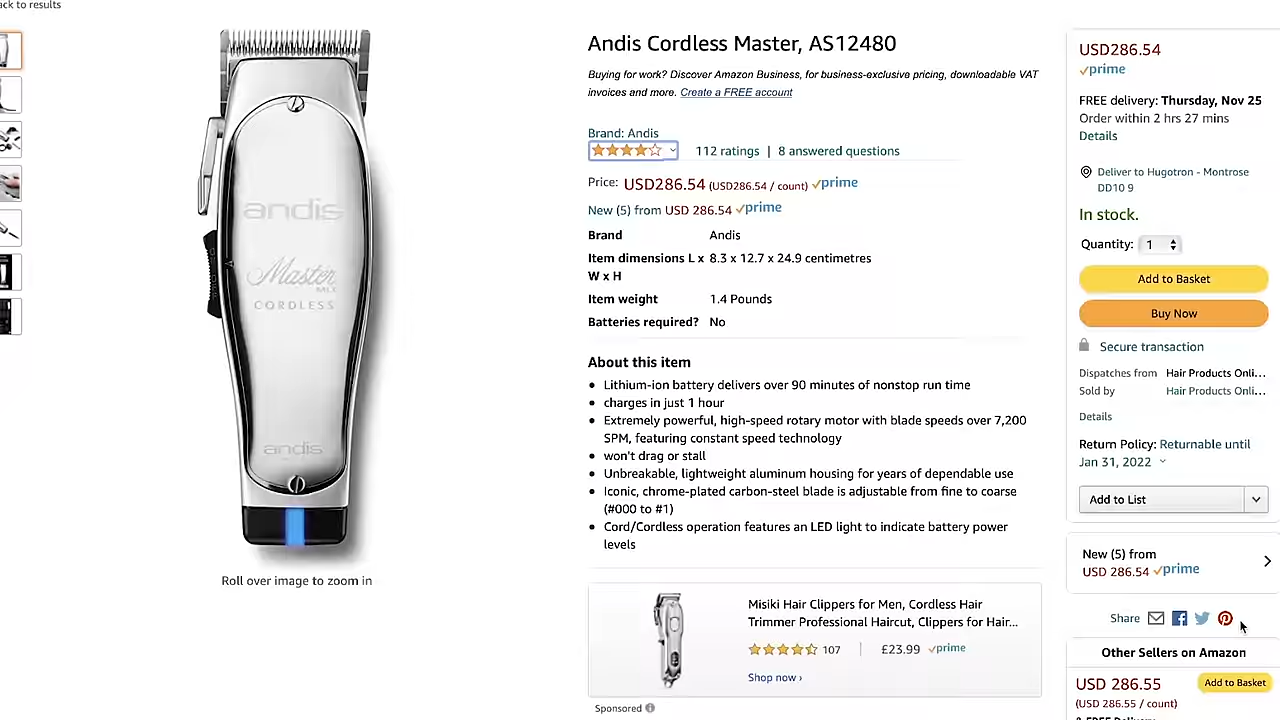 ack to results
andis
Master
MLX
CORDLESS
andis
Roll over image to zoom in
Andis Cordless Master, AS12480
Buying for work? Discover Amazon Business, for business-exclusive pricing, downloadable VAT
invoices and more. Create a FREE account
Brand: Andis
112 ratings | 8 answered questions
Price: USD286.54 (USD286.54 / count) prime
New (5) from USD 286.54 prime
Brand Andis
Item dimensions L x 8.3 x 12.7 x 24.9 centimetres
W x H
Item weight 1.4 Pounds
Batteries required? No
About this item
• Lithium-ion battery delivers over 90 minutes of nonstop run time
• charges in just 1 hour
• Extremely powerful, high-speed rotary motor with blade speeds over 7,200
SPM, featuring constant speed technology
• won't drag or stall
• Unbreakable, lightweight aluminum housing for years of dependable use
• Iconic, chrome-plated carbon-steel blade is adjustable from fine to coarse
(#000 to #1)
• Cord/Cordless operation features an LED light to indicate battery power
levels
Misiki Hair Clippers for Men, Cordless Hair
Trimmer Professional Haircut, Clippers for Hair...
107 | £23.99 prime
Shop now ›
Sponsored
USD286.54
prime
FREE delivery: Thursday, Nov 25
Order within 2 hrs 27 mins
Details
Deliver to Hugotron - Montrose
DD10 9
In stock.
Quantity: 1
Add to Basket
Buy Now
Secure transaction
Dispatches from Hair Products Onli...
Sold by Hair Products Onli...
Details
Return Policy: Returnable until
Jan 31, 2022
Add to List
New (5) from
USD 286.54 prime
Share
Other Sellers on Amazon
USD 286.55 Add to Basket
(USD 286.55 / count)
& FREE Delivery